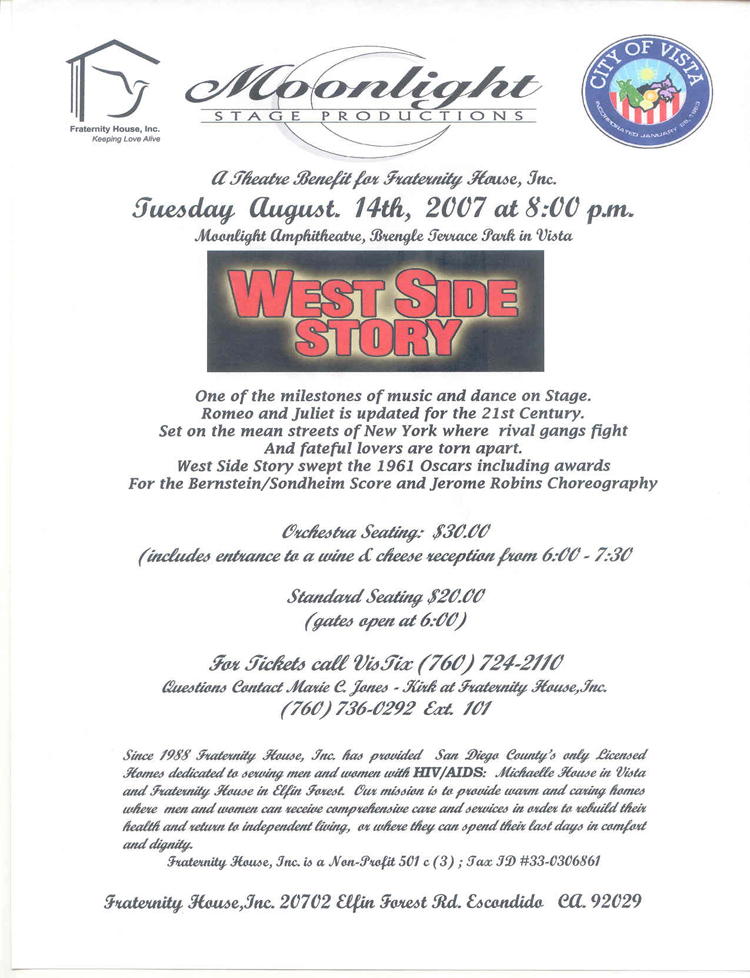 Fraternity House, Inc.
Keeping Love Alive
Moonlight
STAGE PRODUCTIONS
CITY OF VISTA
INCORPORATED JANUARY 28, 1963
A Theatre Benefit for Fraternity House, Inc.
Tuesday August. 14th, 2007 at 8:00 p.m.
Moonlight Amphitheatre, Brengle Terrace Park in Vista
WEST SIDE
STORY
One of the milestones of music and dance on Stage.
Romeo and Juliet is updated for the 21st Century.
Set on the mean streets of New York where rival gangs fight
And fateful lovers are torn apart.
West Side Story swept the 1961 Oscars including awards
For the Bernstein/Sondheim Score and Jerome Robins Choreography
Orchestra Seating: $30.00
(includes entrance to a wine & cheese reception from 6:00 - 7:30
Standard Seating $20.00
(gates open at 6:00)
For Tickets call VisTix (760) 724-2110
Questions Contact Marie C. Jones - Kirk at Fraternity House,Inc.
(760) 736-0292 Ext. 101
Since 1988 Fraternity House, Inc. has provided San Diego County's only Licensed
Homes dedicated to serving men and women with HIV/AIDS: Michaelle House in Vista
and Fraternity House in Elfin Forest. Our mission is to provide warm and caring homes
where men and women can receive comprehensive care and services in order to rebuild their
health and return to independent living, or where they can spend their last days in comfort
and dignity.
Fraternity House, Inc. is a Non-Profit 501 c (3) ; Tax ID #33-0306861
Fraternity House,Inc. 20702 Elfin Forest Rd. Escondido CA. 92029